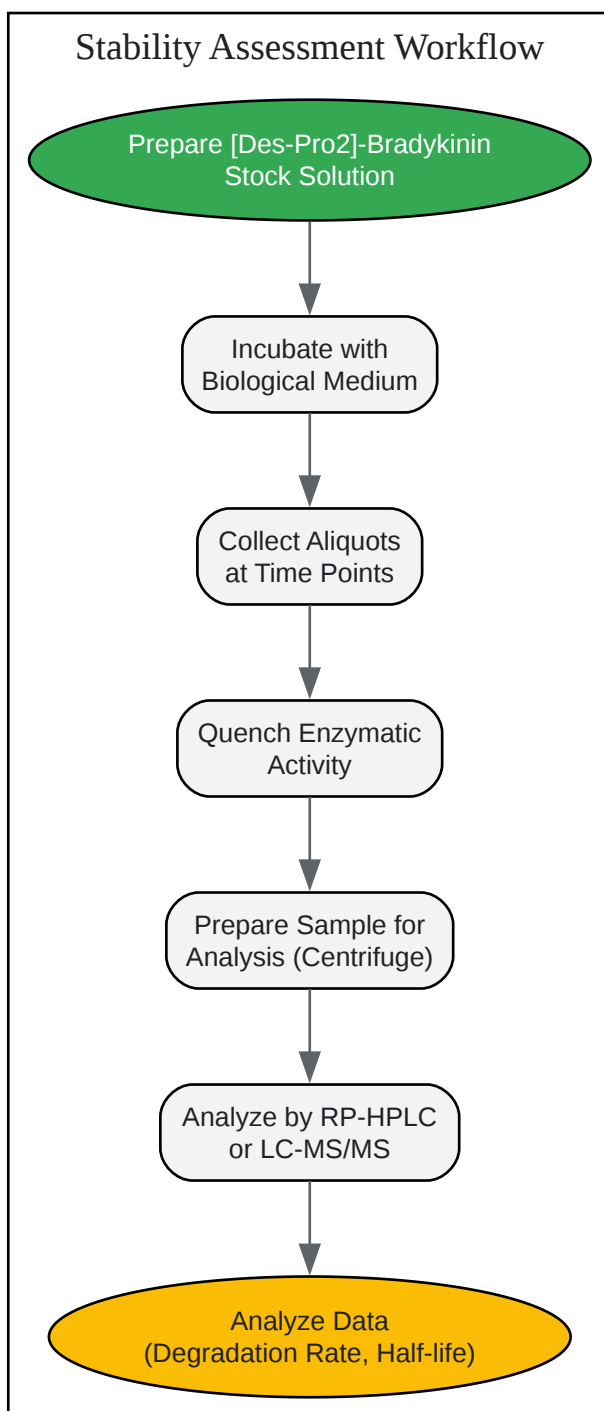 Stability Assessment Workflow
Prepare [Des-Pro2]-Bradykinin
Stock Solution
Incubate with
Biological Medium
Collect Aliquots
at Time Points
Quench Enzymatic
Activity
Prepare Sample for
Analysis (Centrifuge)
Analyze by RP-HPLC
or LC-MS/MS
Analyze Data
(Degradation Rate, Half-life)